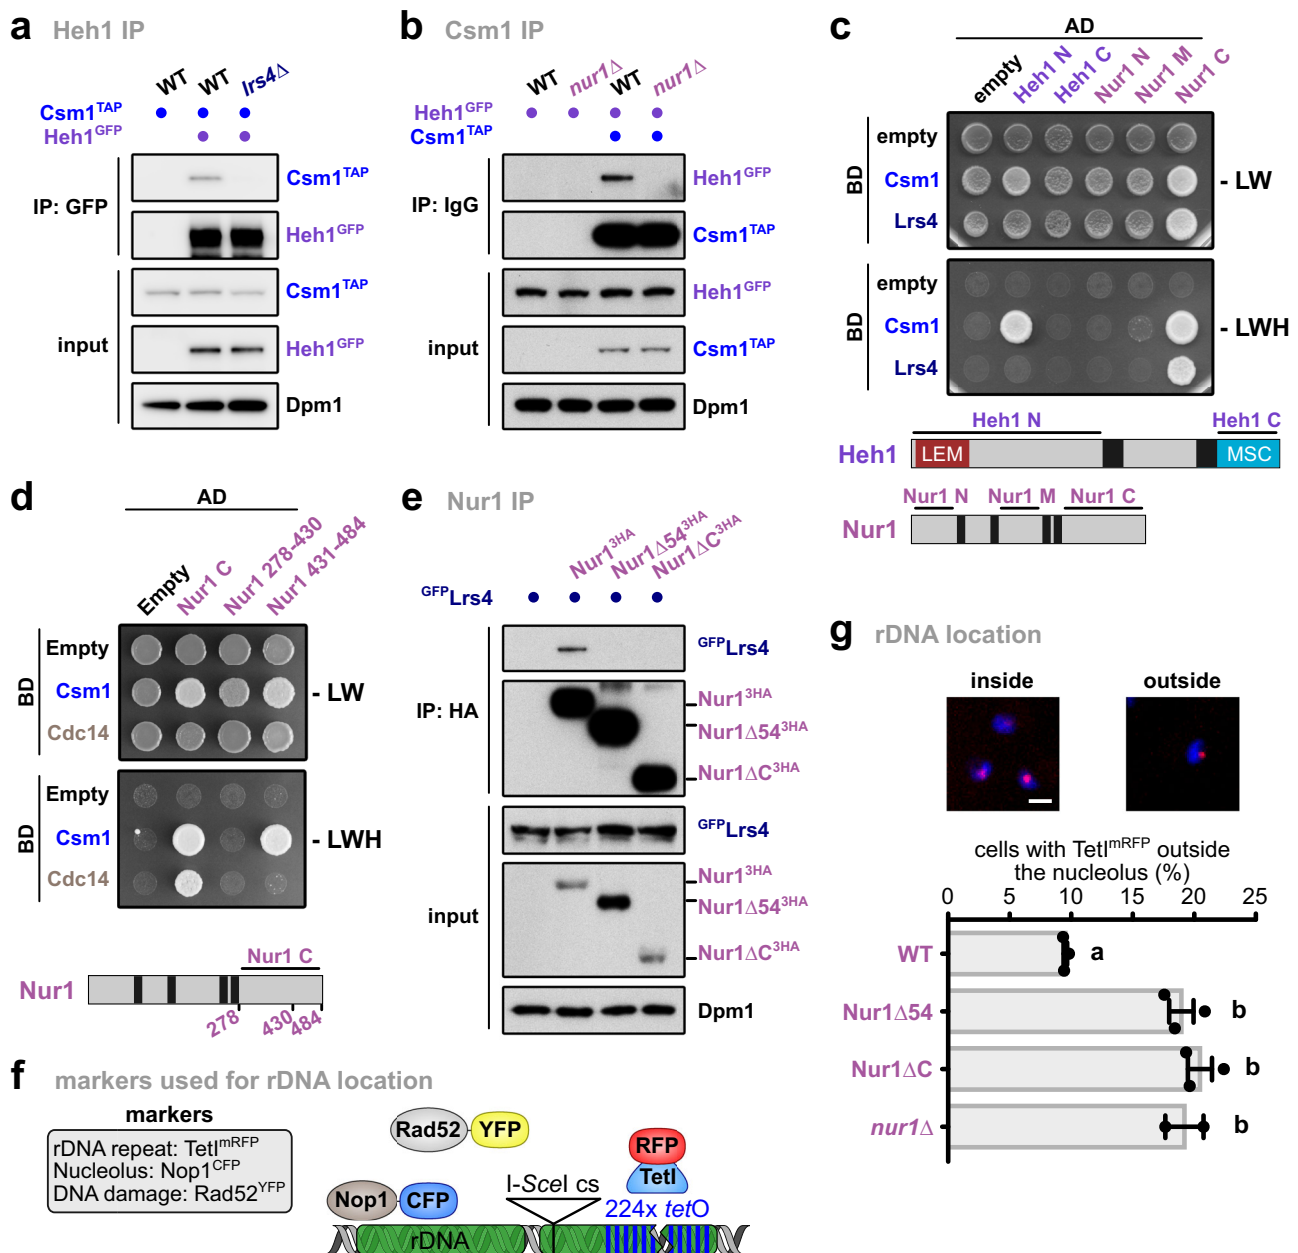 a Heh1 IP
WT WT lrs4Δ
Csm1TAP
Heh1GFP
IP: GFP
Csm1TAP
Heh1GFP
input
Csm1TAP
Heh1GFP
Dpm1
b Csm1 IP
WT nur1Δ WT nur1Δ
Heh1GFP
Csm1TAP
IP: IgG
Heh1GFP
Csm1TAP
input
Heh1GFP
Csm1TAP
Dpm1
c
AD
empty Heh1 N Heh1 C Nur1 N Nur1 M Nur1 C
BD
empty
Csm1
Lrs4
- LW
BD
empty
Csm1
Lrs4
- LWH
Heh1 N Heh1 C
Heh1 LEM MSC
Nur1 N Nur1 M Nur1 C
Nur1
d
AD
Empty Nur1 C Nur1 278-430 Nur1 431-484
BD
Empty
Csm1
Cdc14
- LW
BD
Empty
Csm1
Cdc14
- LWH
Nur1 C
Nur1
278 430 484
e Nur1 IP
Nur13HA Nur1Δ543HA Nur1ΔC3HA
GFPLrs4
IP: HA
GFPLrs4
Nur13HA
Nur1Δ543HA
Nur1ΔC3HA
input
GFPLrs4
Nur13HA
Nur1Δ543HA
Nur1ΔC3HA
Dpm1
f markers used for rDNA location
markers
rDNA repeat: TetImRFP
Nucleolus: Nop1CFP
DNA damage: Rad52YFP
Rad52 YFP
RFP
TetI
Nop1 CFP
I-SceI cs
224x tetO
rDNA
g rDNA location
inside outside
cells with TetImRFP outside
the nucleolus (%)
0 5 10 15 20 25
WT a
Nur1Δ54 b
Nur1ΔC b
nur1Δ b